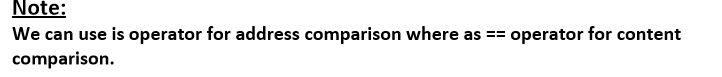 Note:
We can use is operator for address comparison where as == operator for content
comparison.